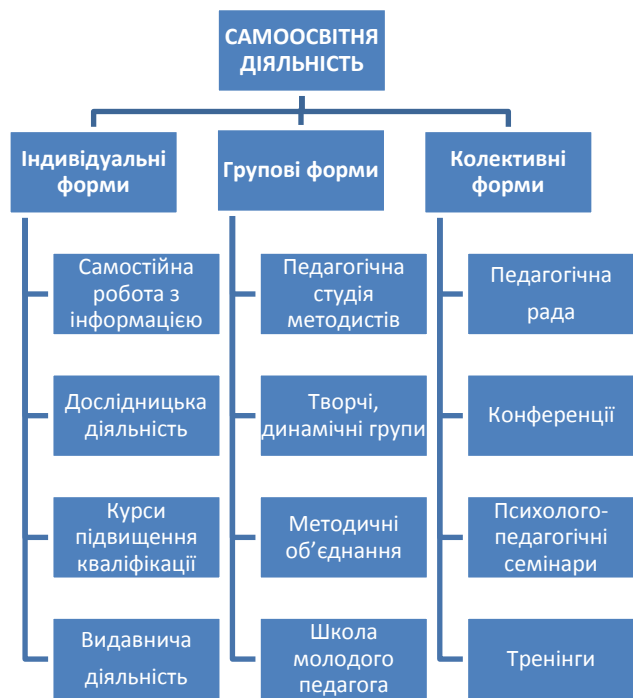 САМООСВІТНЯ
ДІЯЛЬНІСТЬ
Індивідуальні
форми
Самостійна
робота з
інформацією
Дослідницька
діяльність
Курси
підвищення
кваліфікації
Видавнича
діяльність
Групові форми
Педагогічна
студія
методистів
Творчі,
динамічні групи
Методичні
об’єднання
Школа
молодого
педагога
Колективні
форми
Педагогічна
рада
Конференції
Психолого-
педагогічні
семінари
Тренінги